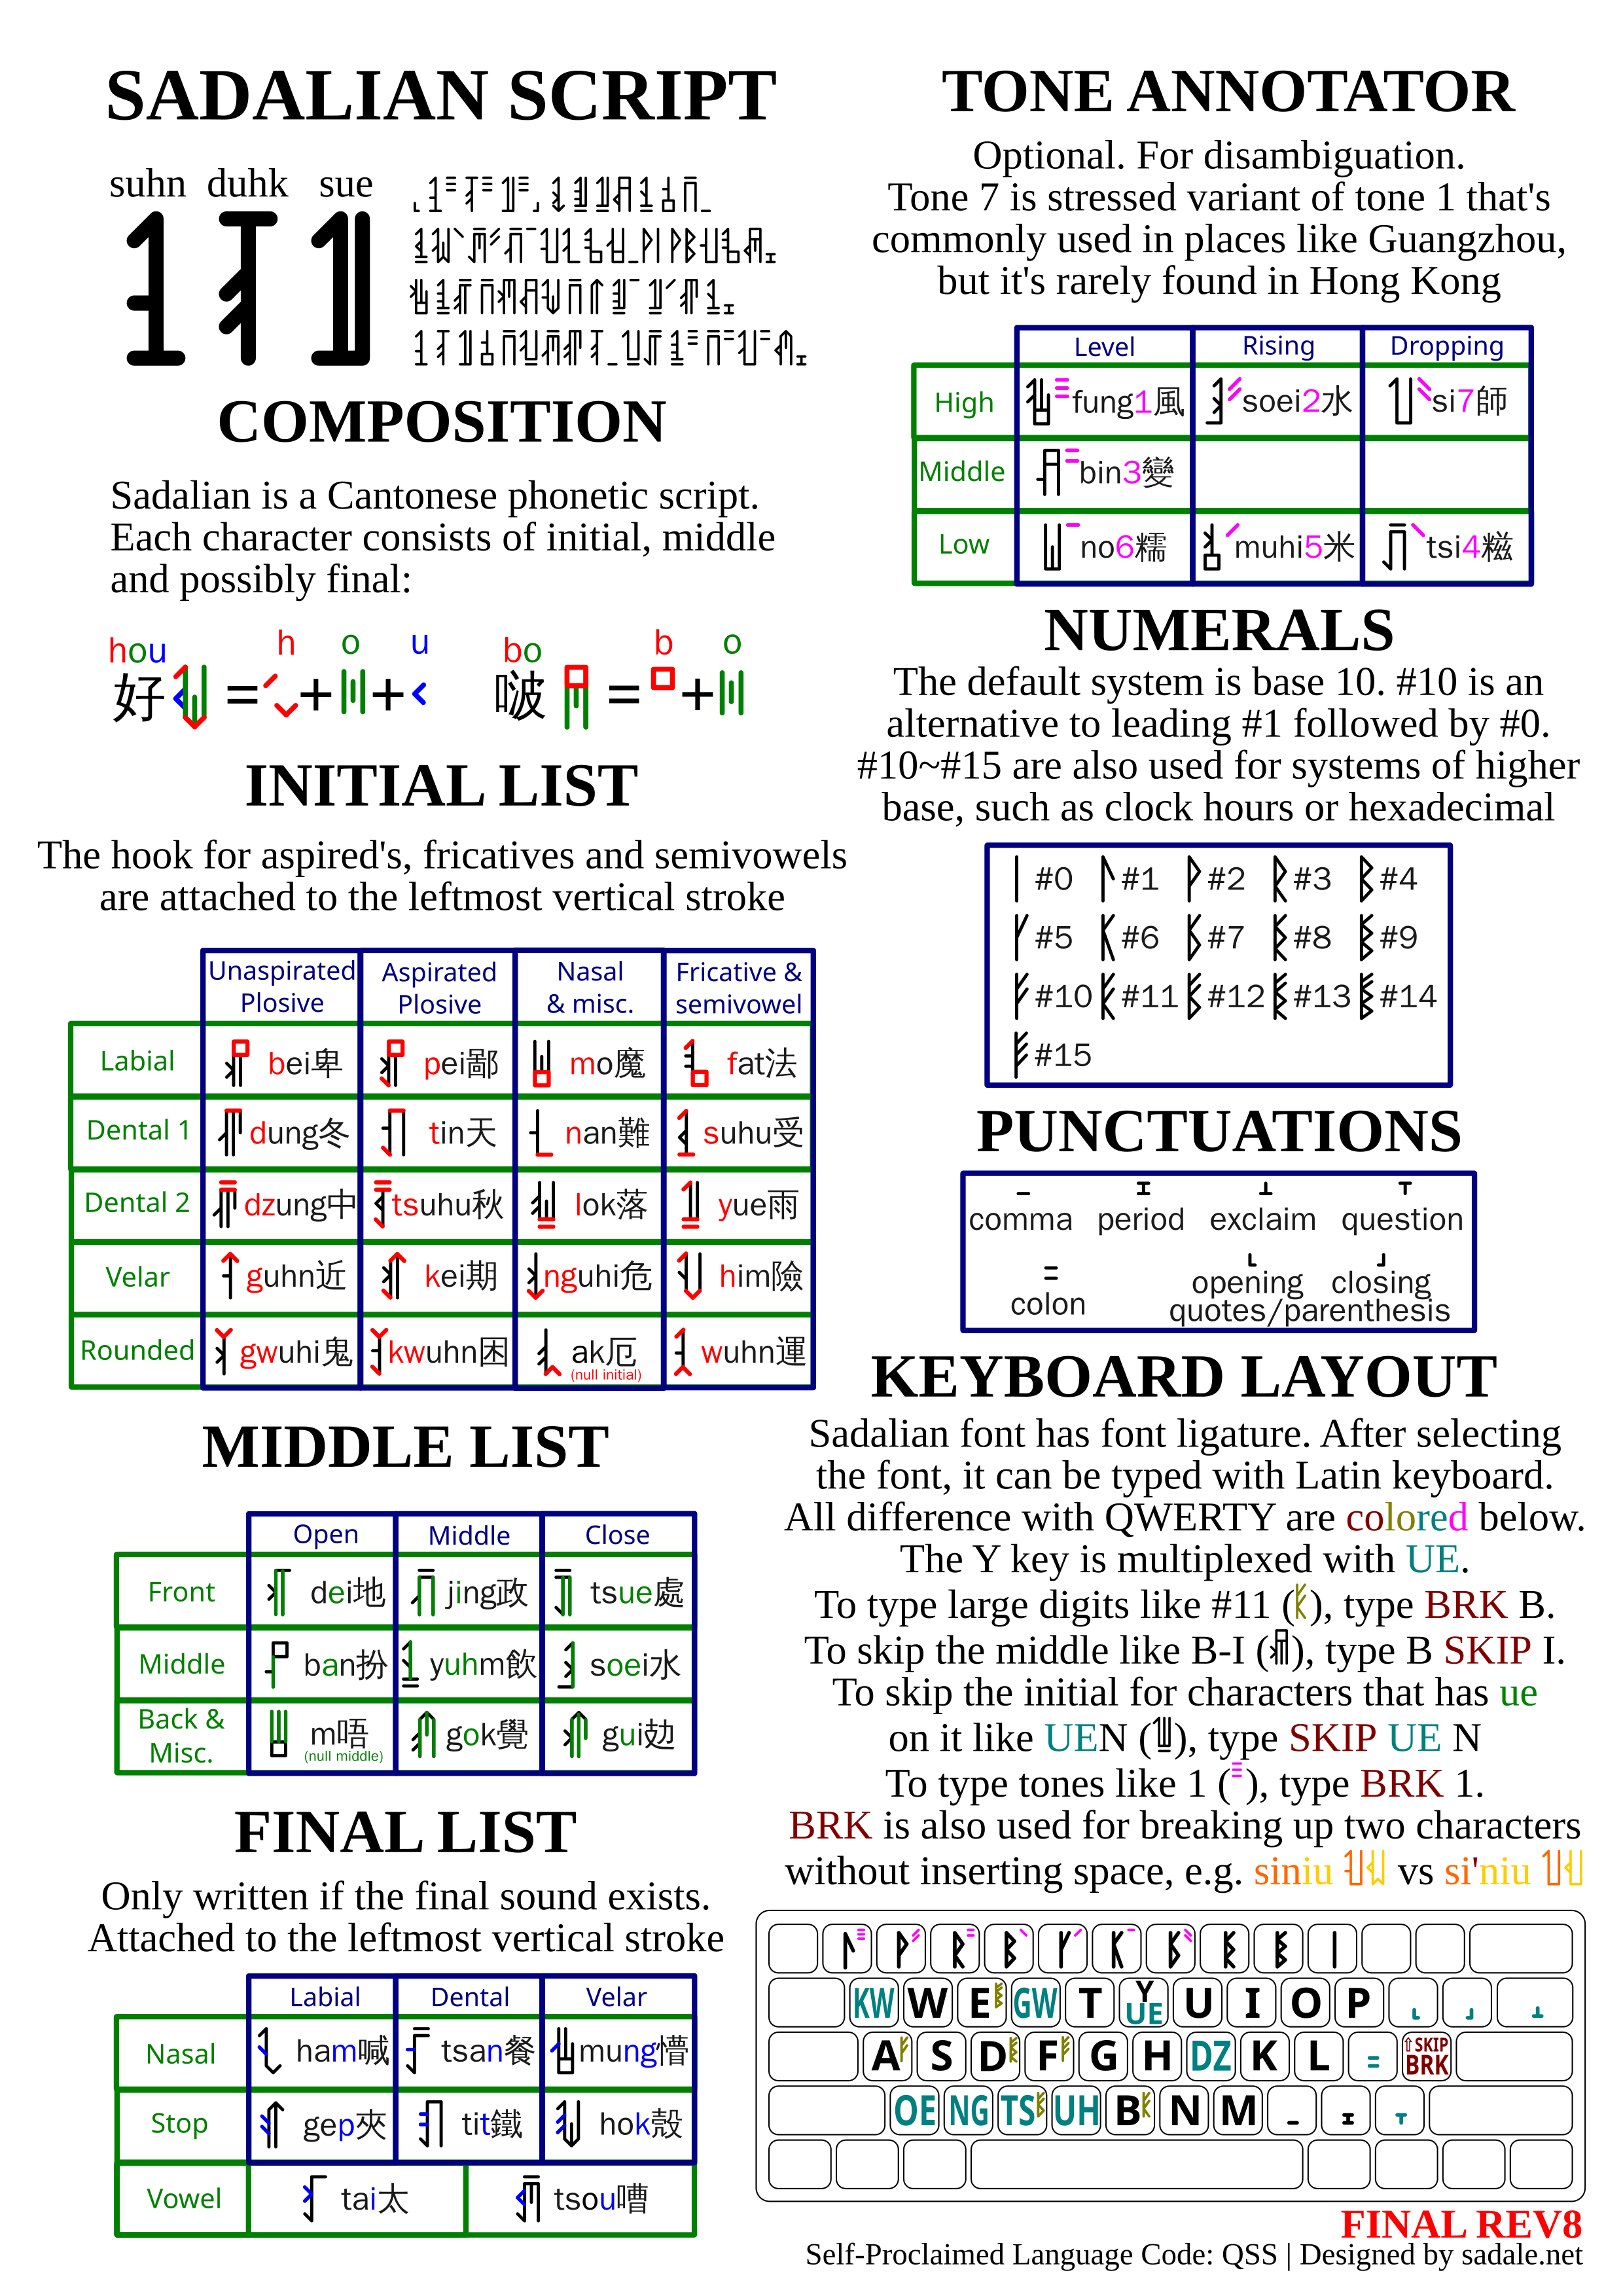 SADALIAN SCRIPT
suhn duhk sue
COMPOSITION
Sadalian is a Cantonese phonetic script.
Each character consists of initial, middle
and possibly final:
hou h o u bo b o
好 = + + 啵 = +
INITIAL LIST
The hook for aspired's, fricatives and semivowels
are attached to the leftmost vertical stroke
Unaspirated Plosive Aspirated Plosive Nasal & misc. Fricative & semivowel
Labial bei卑 pei鄙 mo魔 fat法
Dental 1 dung冬 tin天 nan難 suhu受
Dental 2 dzung中 tsuhu秋 lok落 yue雨
Velar guhn近 kei期 nguhi危 him險
Rounded gwuhi鬼 kwuhn困 ak厄 wuhn運
(null initial)
MIDDLE LIST
Open Middle Close
Front dei地 jing政 tsue處
Middle ban扮 yuhm飲 soei水
Back & Misc. m唔 gok覺 gui攰
(null middle)
FINAL LIST
Only written if the final sound exists.
Attached to the leftmost vertical stroke
Labial Dental Velar
Nasal ham喊 tsan餐 mung懵
Stop gep夾 tit鐵 hok殼
Vowel tai太 tsou嘈
TONE ANNOTATOR
Optional. For disambiguation.
Tone 7 is stressed variant of tone 1 that's
commonly used in places like Guangzhou,
but it's rarely found in Hong Kong
Level Rising Dropping
High fung1風 soei2水 si7師
Middle bin3變
Low no6糯 muhi5米 tsi4糍
NUMERALS
The default system is base 10. #10 is an
alternative to leading #1 followed by #0.
#10~#15 are also used for systems of higher
base, such as clock hours or hexadecimal
#0 #1 #2 #3 #4
#5 #6 #7 #8 #9
#10 #11 #12 #13 #14
#15
PUNCTUATIONS
comma period exclaim question
colon opening closing
quotes/parenthesis
KEYBOARD LAYOUT
Sadalian font has font ligature. After selecting
the font, it can be typed with Latin keyboard.
All difference with QWERTY are colored below.
The Y key is multiplexed with UE.
To type large digits like #11 ( ), type BRK B.
To skip the middle like B-I ( ), type B SKIP I.
To skip the initial for characters that has ue
on it like UEN ( ), type SKIP UE N
To type tones like 1 ( ), type BRK 1.
BRK is also used for breaking up two characters
without inserting space, e.g. siniu vs si'niu
KW W E GW T Y UE U I O P
A S D F G H DZ K L = ⇧SKIP BRK
OE NG TS UH B N M
FINAL REV8
Self-Proclaimed Language Code: QSS | Designed by sadale.net